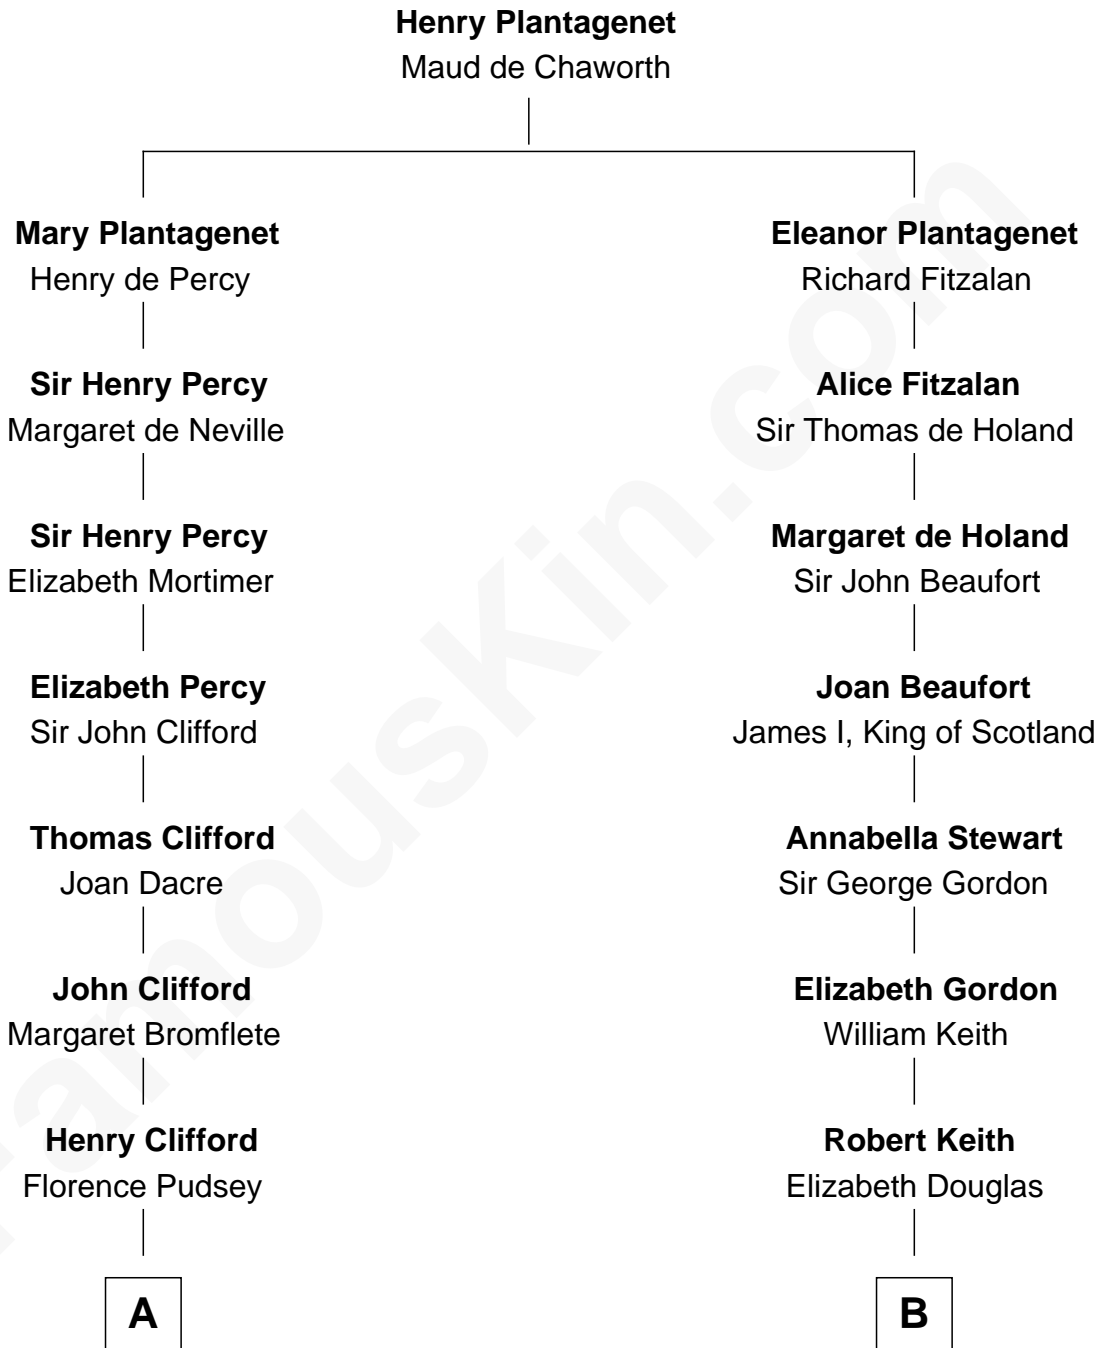 Henry Plantagenet
Maud de Chaworth
Mary Plantagenet
Henry de Percy
Sir Henry Percy
Margaret de Neville
Sir Henry Percy
Elizabeth Mortimer
Elizabeth Percy
Sir John Clifford
Thomas Clifford
Joan Dacre
John Clifford
Margaret Bromflete
Henry Clifford
Florence Pudsey
A
Eleanor Plantagenet
Richard Fitzalan
Alice Fitzalan
Sir Thomas de Holand
Margaret de Holand
Sir John Beaufort
Joan Beaufort
James I, King of Scotland
Annabella Stewart
Sir George Gordon
Elizabeth Gordon
William Keith
Robert Keith
Elizabeth Douglas
B
FamousKin.com